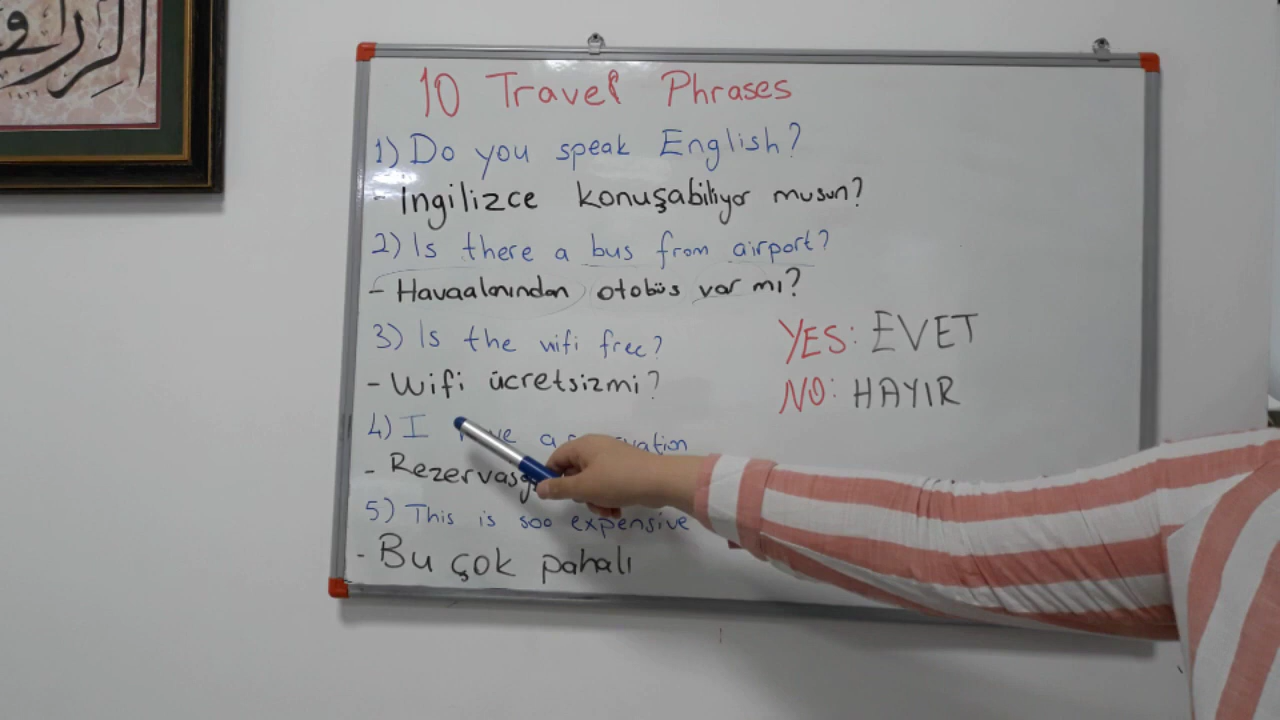 10 Travel Phrases
1) Do you speak English?
- İngilizce konuşabiliyor musun?
2) Is there a bus from airport?
- Havaalanından otobüs var mı?
3) Is the wifi free?
- Wifi ücretsizmi?
YES: EVET
NO: HAYIR
4) I a
-
5) This is soo expensive
- Bu çok pahalı